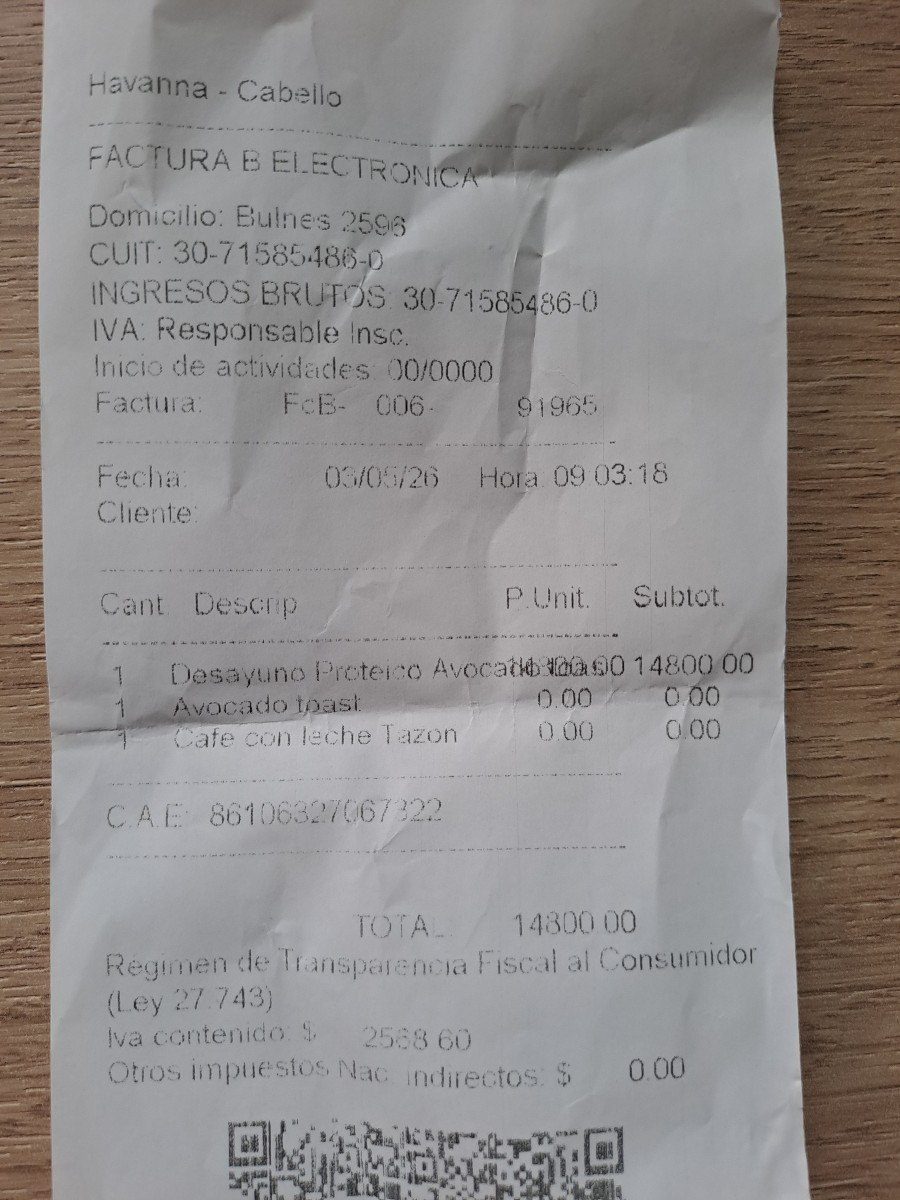 Havanna - Cabello
FACTURA B ELECTRONICA
Domicilio: Bulnes 2596
CUIT: 30-71585486-0
INGRESOS BRUTOS: 30-71585486-0
IVA: Responsable Insc.
Inicio de actividades: 00/0000
Factura: FcB- 006- 91965
Fecha: 03/05/26 Hora: 09:03:18
Cliente:
Cant. Descrip P.Unit. Subtot.
1 Desayuno Proteico Avocado 14800.00
1 Avocado toast 0.00 0.00
1 Cafe con leche Tazon 0.00 0.00
C.A.E: 86106327067322
TOTAL: 14800.00
Regimen de Transparencia Fiscal al Consumidor
(Ley 27.743)
Iva contenido: $ 2568.60
Otros impuestos Nac. indirectos: $ 0.00